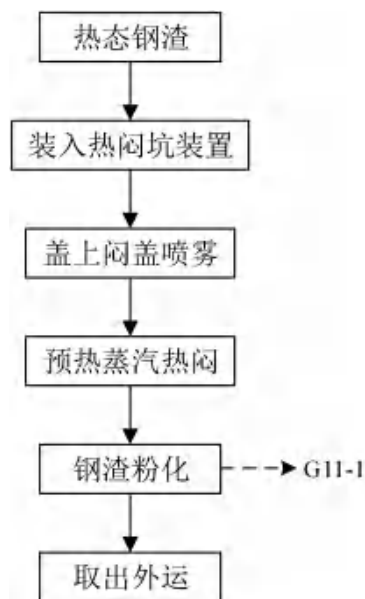 热态钢渣
装入热闷坑装置
盖上闷盖喷雾
预热蒸汽热闷
钢渣粉化
G11-1
取出外运